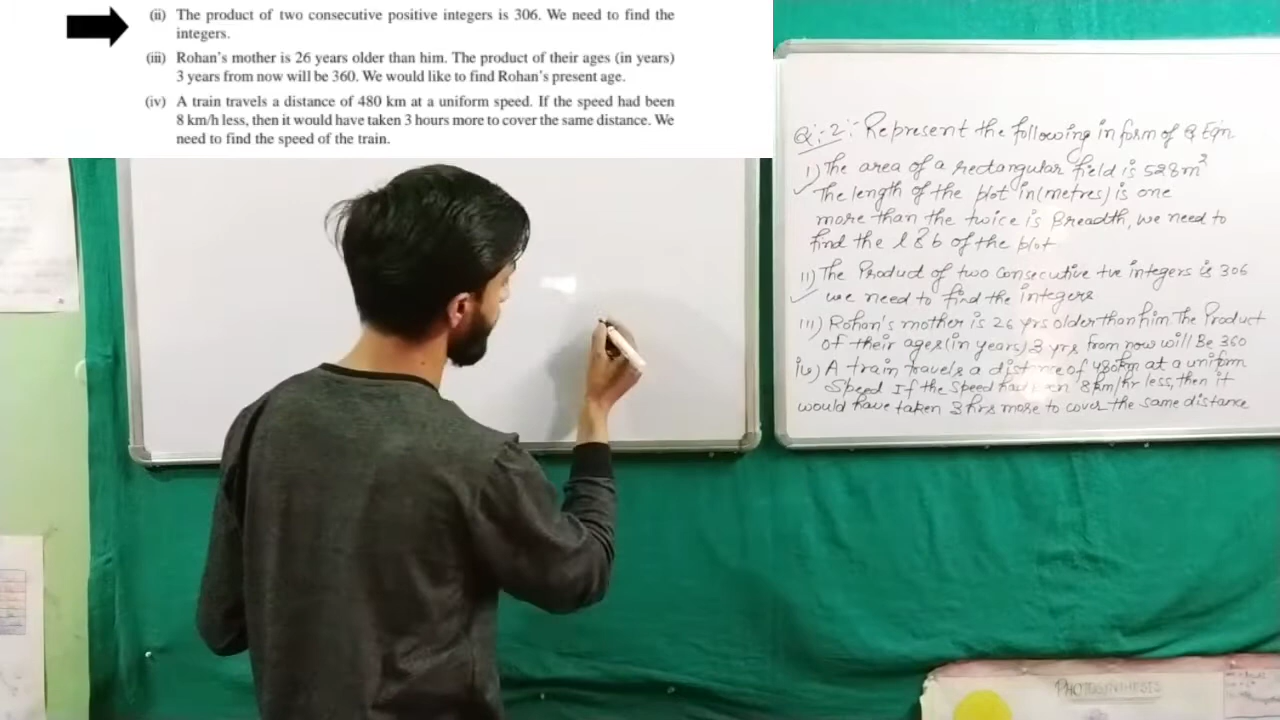 (ii) The product of two consecutive positive integers is 306. We need to find the
integers.
(iii) Rohan's mother is 26 years older than him. The product of their ages (in years)
3 years from now will be 360. We would like to find Rohan's present age.
(iv) A train travels a distance of 480 km at a uniform speed. If the speed had been
8 km/h less, then it would have taken 3 hours more to cover the same distance. We
need to find the speed of the train.
Q:-2:- Represent the following in form of Q Eqn
i) The area of a rectangular field is 528m²
The length of the plot in(metres) is one
more than the twice is Breadth, we need to
find the l & b of the plot
ii) The Product of two Consecutive +ve integers is 306
we need to find the integers
iii) Rohan's mother is 26 yrs older than him. The Product
of their ages(in years) 3 yrs from now will Be 360
iv) A train travels a distance of 480km at a uniform
Speed If the Speed had 8km/hr less, then it
would have taken 3 hrs more to cover the same distance
PHOTOSYNTHESIS